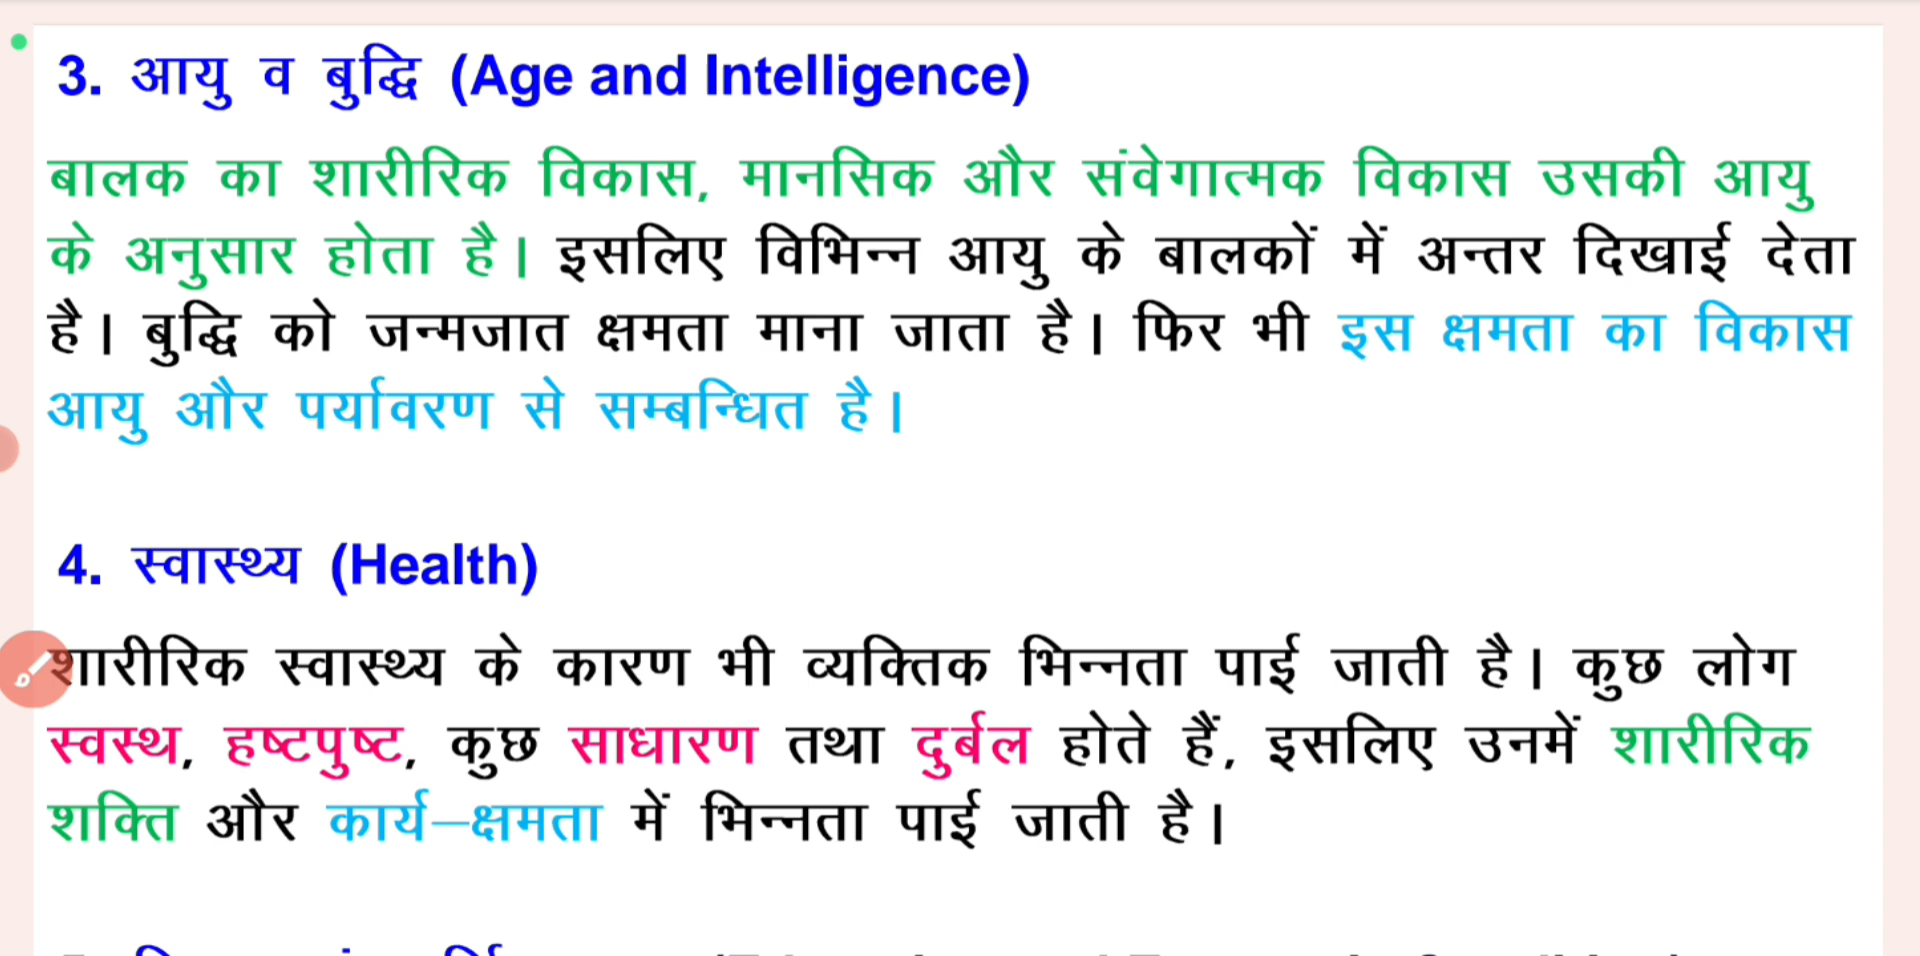 3. आयु व बुद्धि (Age and Intelligence)
बालक का शारीरिक विकास, मानसिक और संवेगात्मक विकास उसकी आयु
के अनुसार होता है। इसलिए विभिन्न आयु के बालकों में अन्तर दिखाई देता
है। बुद्धि को जन्मजात क्षमता माना जाता है। फिर भी इस क्षमता का विकास
आयु और पर्यावरण से सम्बन्धित है।
4. स्वास्थ्य (Health)
शारीरिक स्वास्थ्य के कारण भी व्यक्तिक भिन्नता पाई जाती है। कुछ लोग
स्वस्थ, हष्टपुष्ट, कुछ साधारण तथा दुर्बल होते हैं, इसलिए उनमें शारीरिक
शक्ति और कार्य–क्षमता में भिन्नता पाई जाती है।